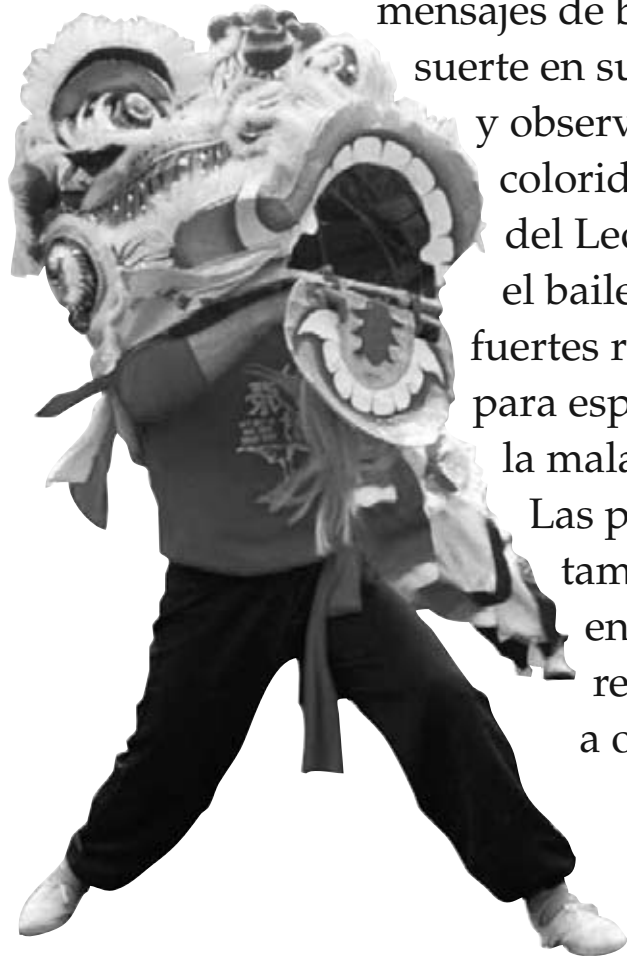 mensajes de b
suerte en su
y observ
colorid
del Leo
el baile
fuertes r
para esp
la mala
Las p
tam
en
re
a o